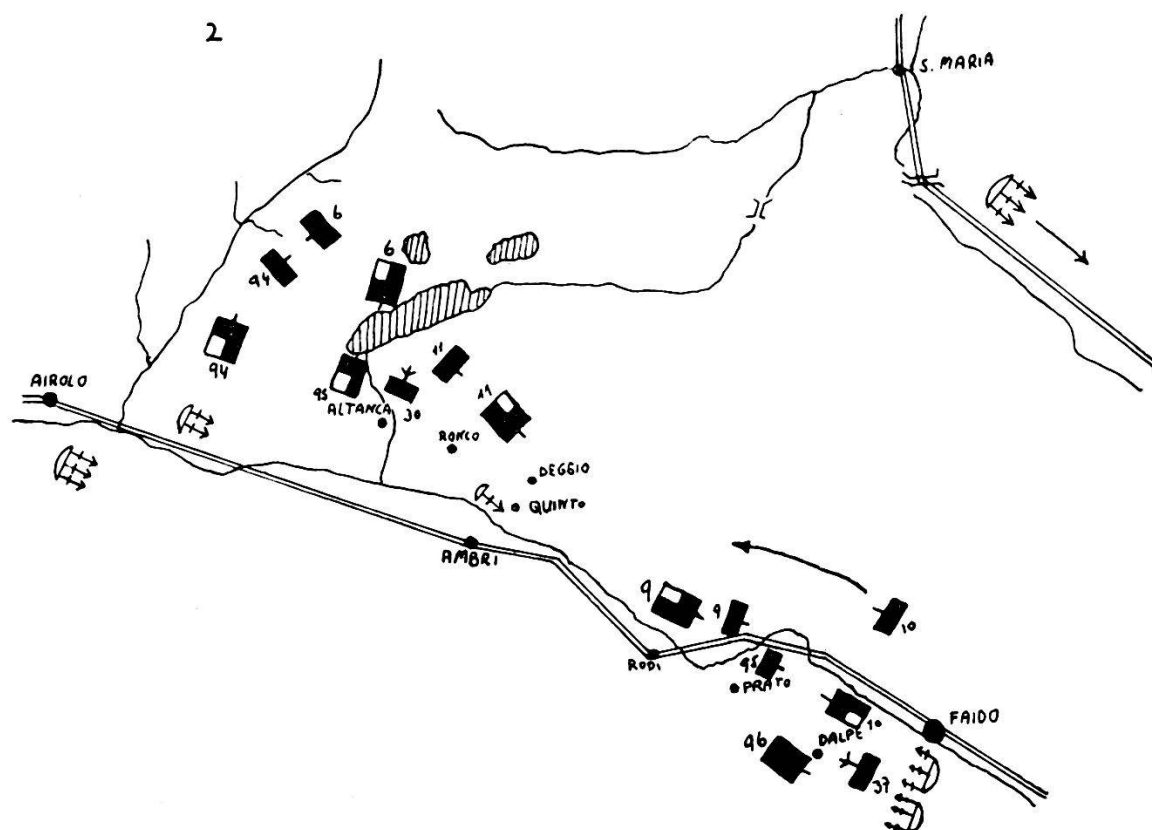 2
S. MARIA
6
94
6
94
AIROLO
95
30
11
11
ALTANCA
RONCO
DEGGIO
QUINTO
AMBRI
9
9
10
95
RODI
PRATO
10
FAIDO
96
DALPE
37